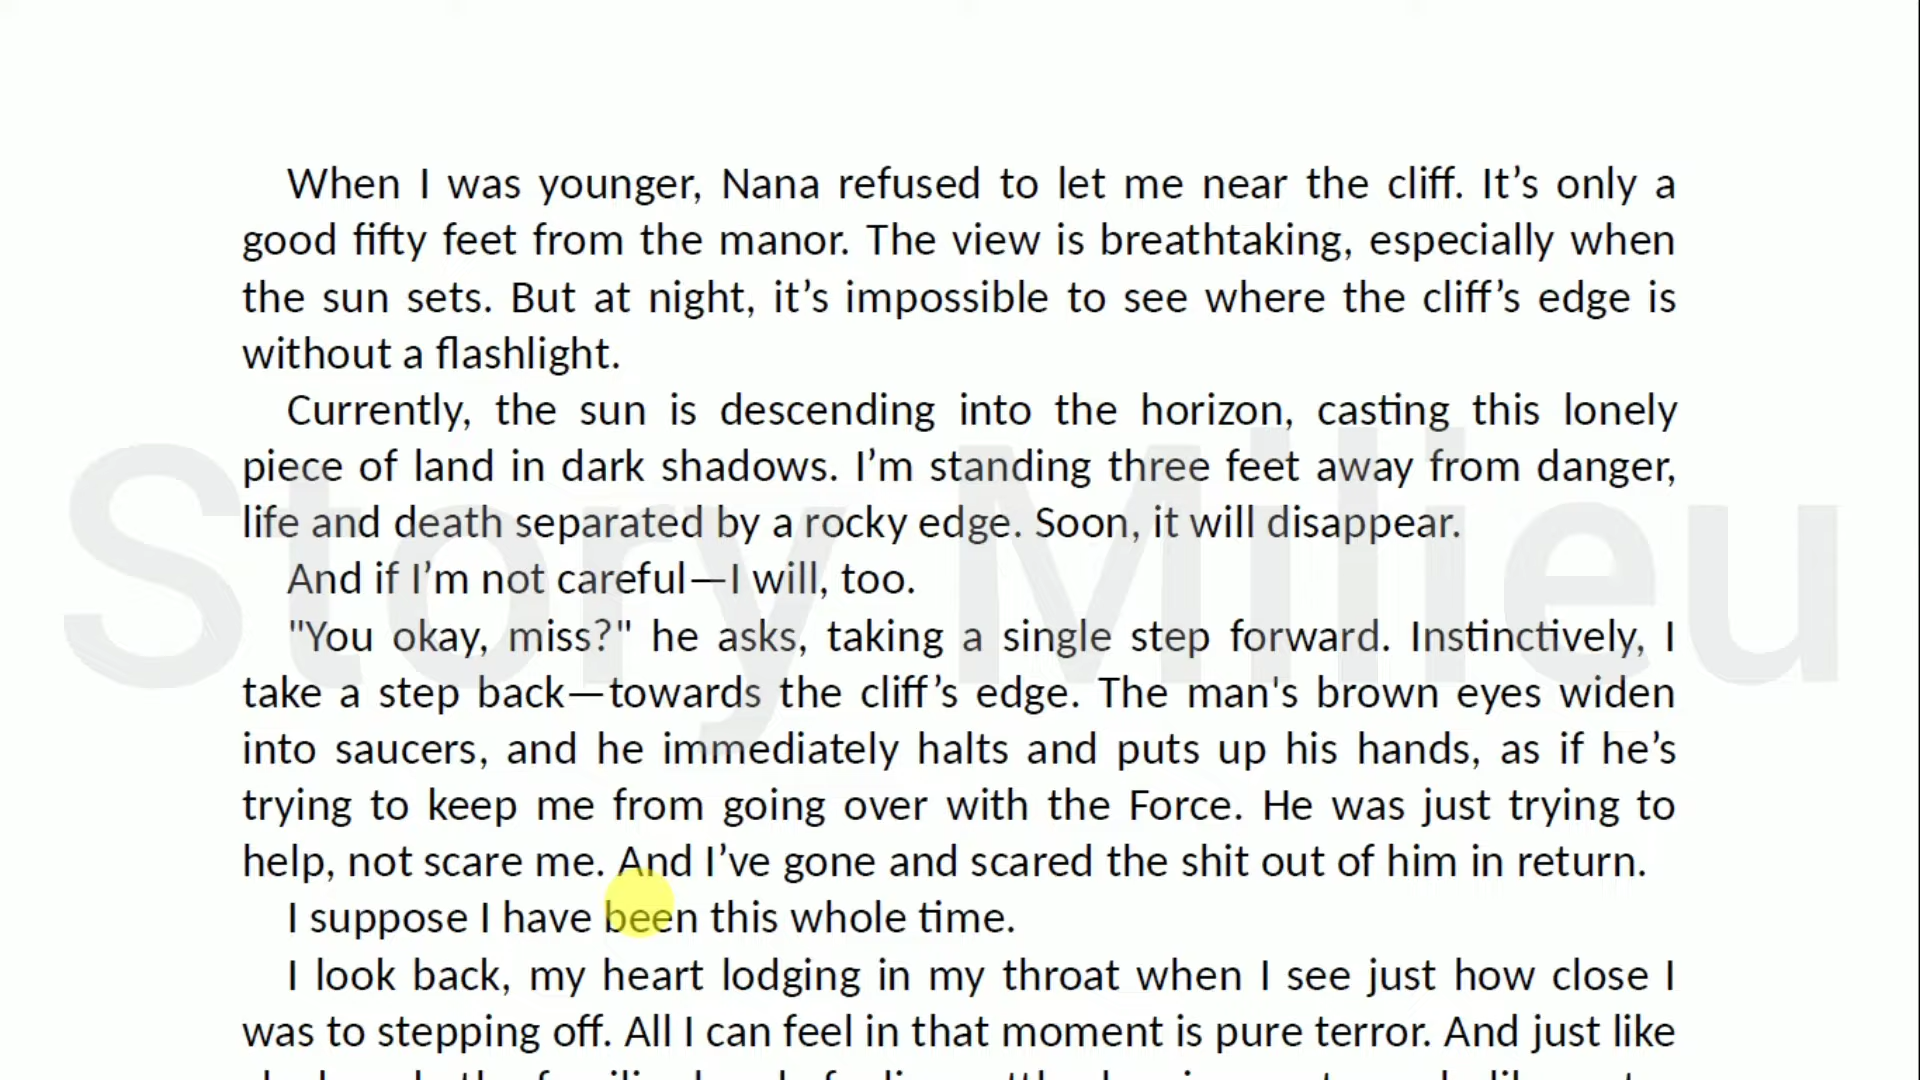 When I was younger, Nana refused to let me near the cliff. It’s only a
good fifty feet from the manor. The view is breathtaking, especially when
the sun sets. But at night, it’s impossible to see where the cliff’s edge is
without a flashlight.
Currently, the sun is descending into the horizon, casting this lonely
piece of land in dark shadows. I’m standing three feet away from danger,
life and death separated by a rocky edge. Soon, it will disappear.
And if I’m not careful—I will, too.
"You okay, miss?" he asks, taking a single step forward. Instinctively, I
take a step back—towards the cliff’s edge. The man's brown eyes widen
into saucers, and he immediately halts and puts up his hands, as if he’s
trying to keep me from going over with the Force. He was just trying to
help, not scare me. And I’ve gone and scared the shit out of him in return.
I suppose I have been this whole time.
I look back, my heart lodging in my throat when I see just how close I
was to stepping off. All I can feel in that moment is pure terror. And just like
Story Milieu